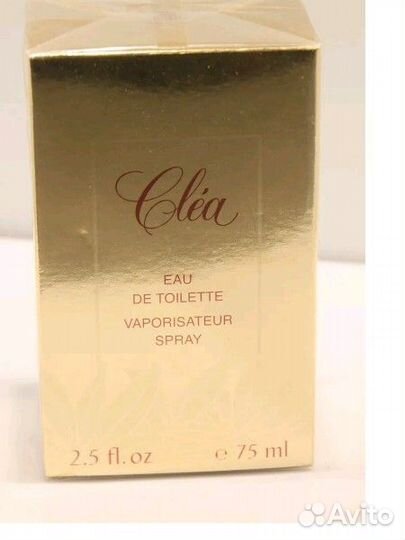 Cléa
EAU
DE TOILETTE
VAPORISATEUR
SPRAY
2.5 fl.oz e 75 ml
Avito